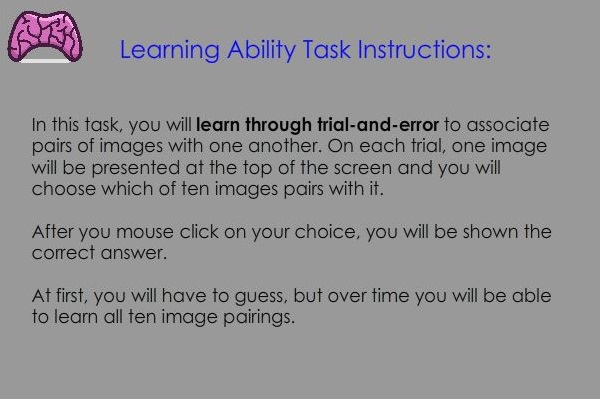 Learning Ability Task Instructions:
In this task, you will learn through trial-and-error to associate
pairs of images with one another. On each trial, one image
will be presented at the top of the screen and you will
choose which of ten images pairs with it.
After you mouse click on your choice, you will be shown the
correct answer.
At first, you will have to guess, but over time you will be able
to learn all ten image pairings.